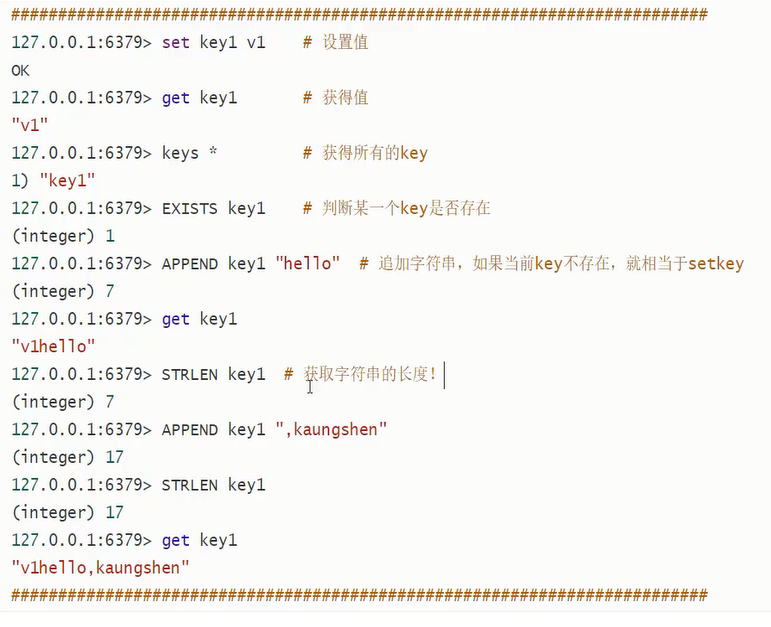 ##########################################################################
127.0.0.1:6379> set key1 v1    # 设置值
OK
127.0.0.1:6379> get key1       # 获得值
"v1"
127.0.0.1:6379> keys *         # 获得所有的key
1) "key1"
127.0.0.1:6379> EXISTS key1    # 判断某一个key是否存在
(integer) 1
127.0.0.1:6379> APPEND key1 "hello"  # 追加字符串，如果当前key不存在，就相当于setkey
(integer) 7
127.0.0.1:6379> get key1
"v1hello"
127.0.0.1:6379> STRLEN key1  # 获取字符串的长度！
(integer) 7
127.0.0.1:6379> APPEND key1 ",kaungshen"
(integer) 17
127.0.0.1:6379> STRLEN key1
(integer) 17
127.0.0.1:6379> get key1
"v1hello,kaungshen"
##########################################################################